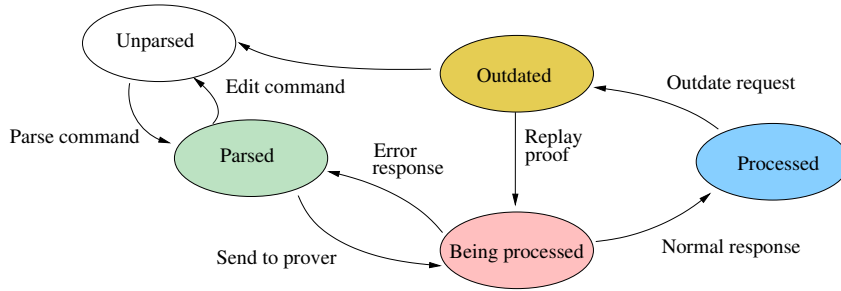 Unparsed
Outdated
Outdate request
Edit command
Parse command
Parsed
Error
response
Replay
proof
Processed
Send to prover
Being processed
Normal response